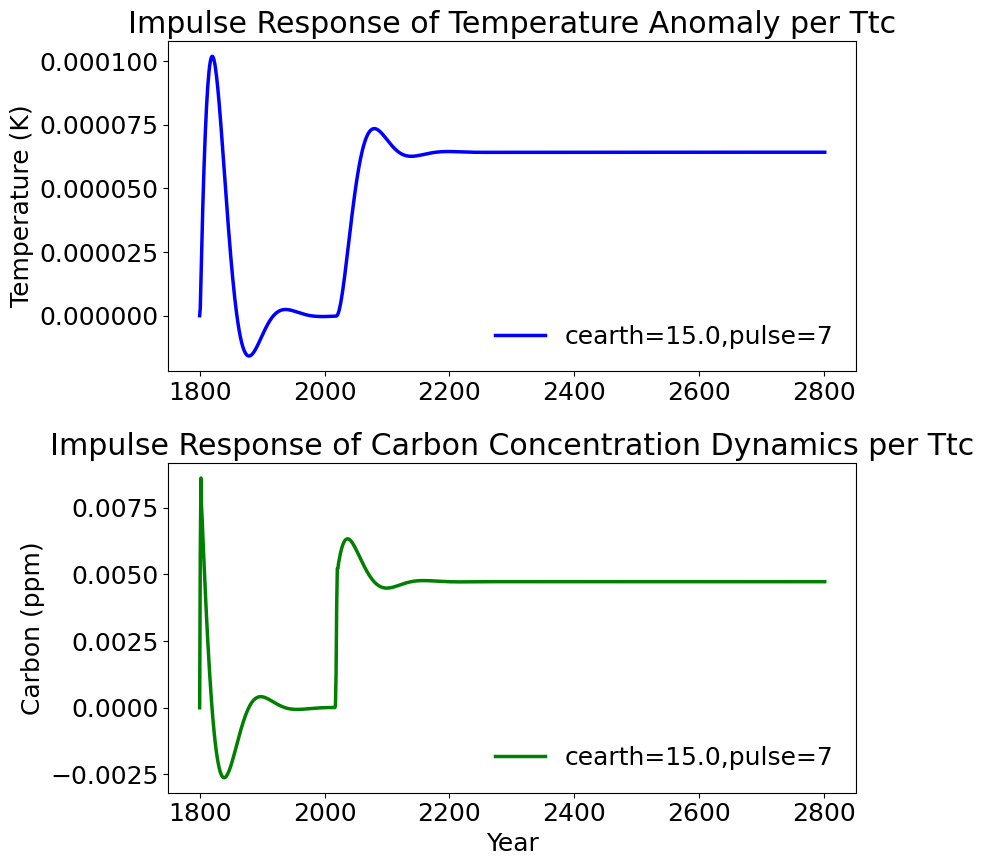 Impulse Response of Temperature Anomaly per Ttc
Temperature (K)
0.000100
0.000075
0.000050
0.000025
0.000000
cearth=15.0,pulse=7
1800 2000 2200 2400 2600 2800
Impulse Response of Carbon Concentration Dynamics per Ttc
Carbon (ppm)
0.0075
0.0050
0.0025
0.0000
−0.0025
cearth=15.0,pulse=7
1800 2000 2200 2400 2600 2800
Year